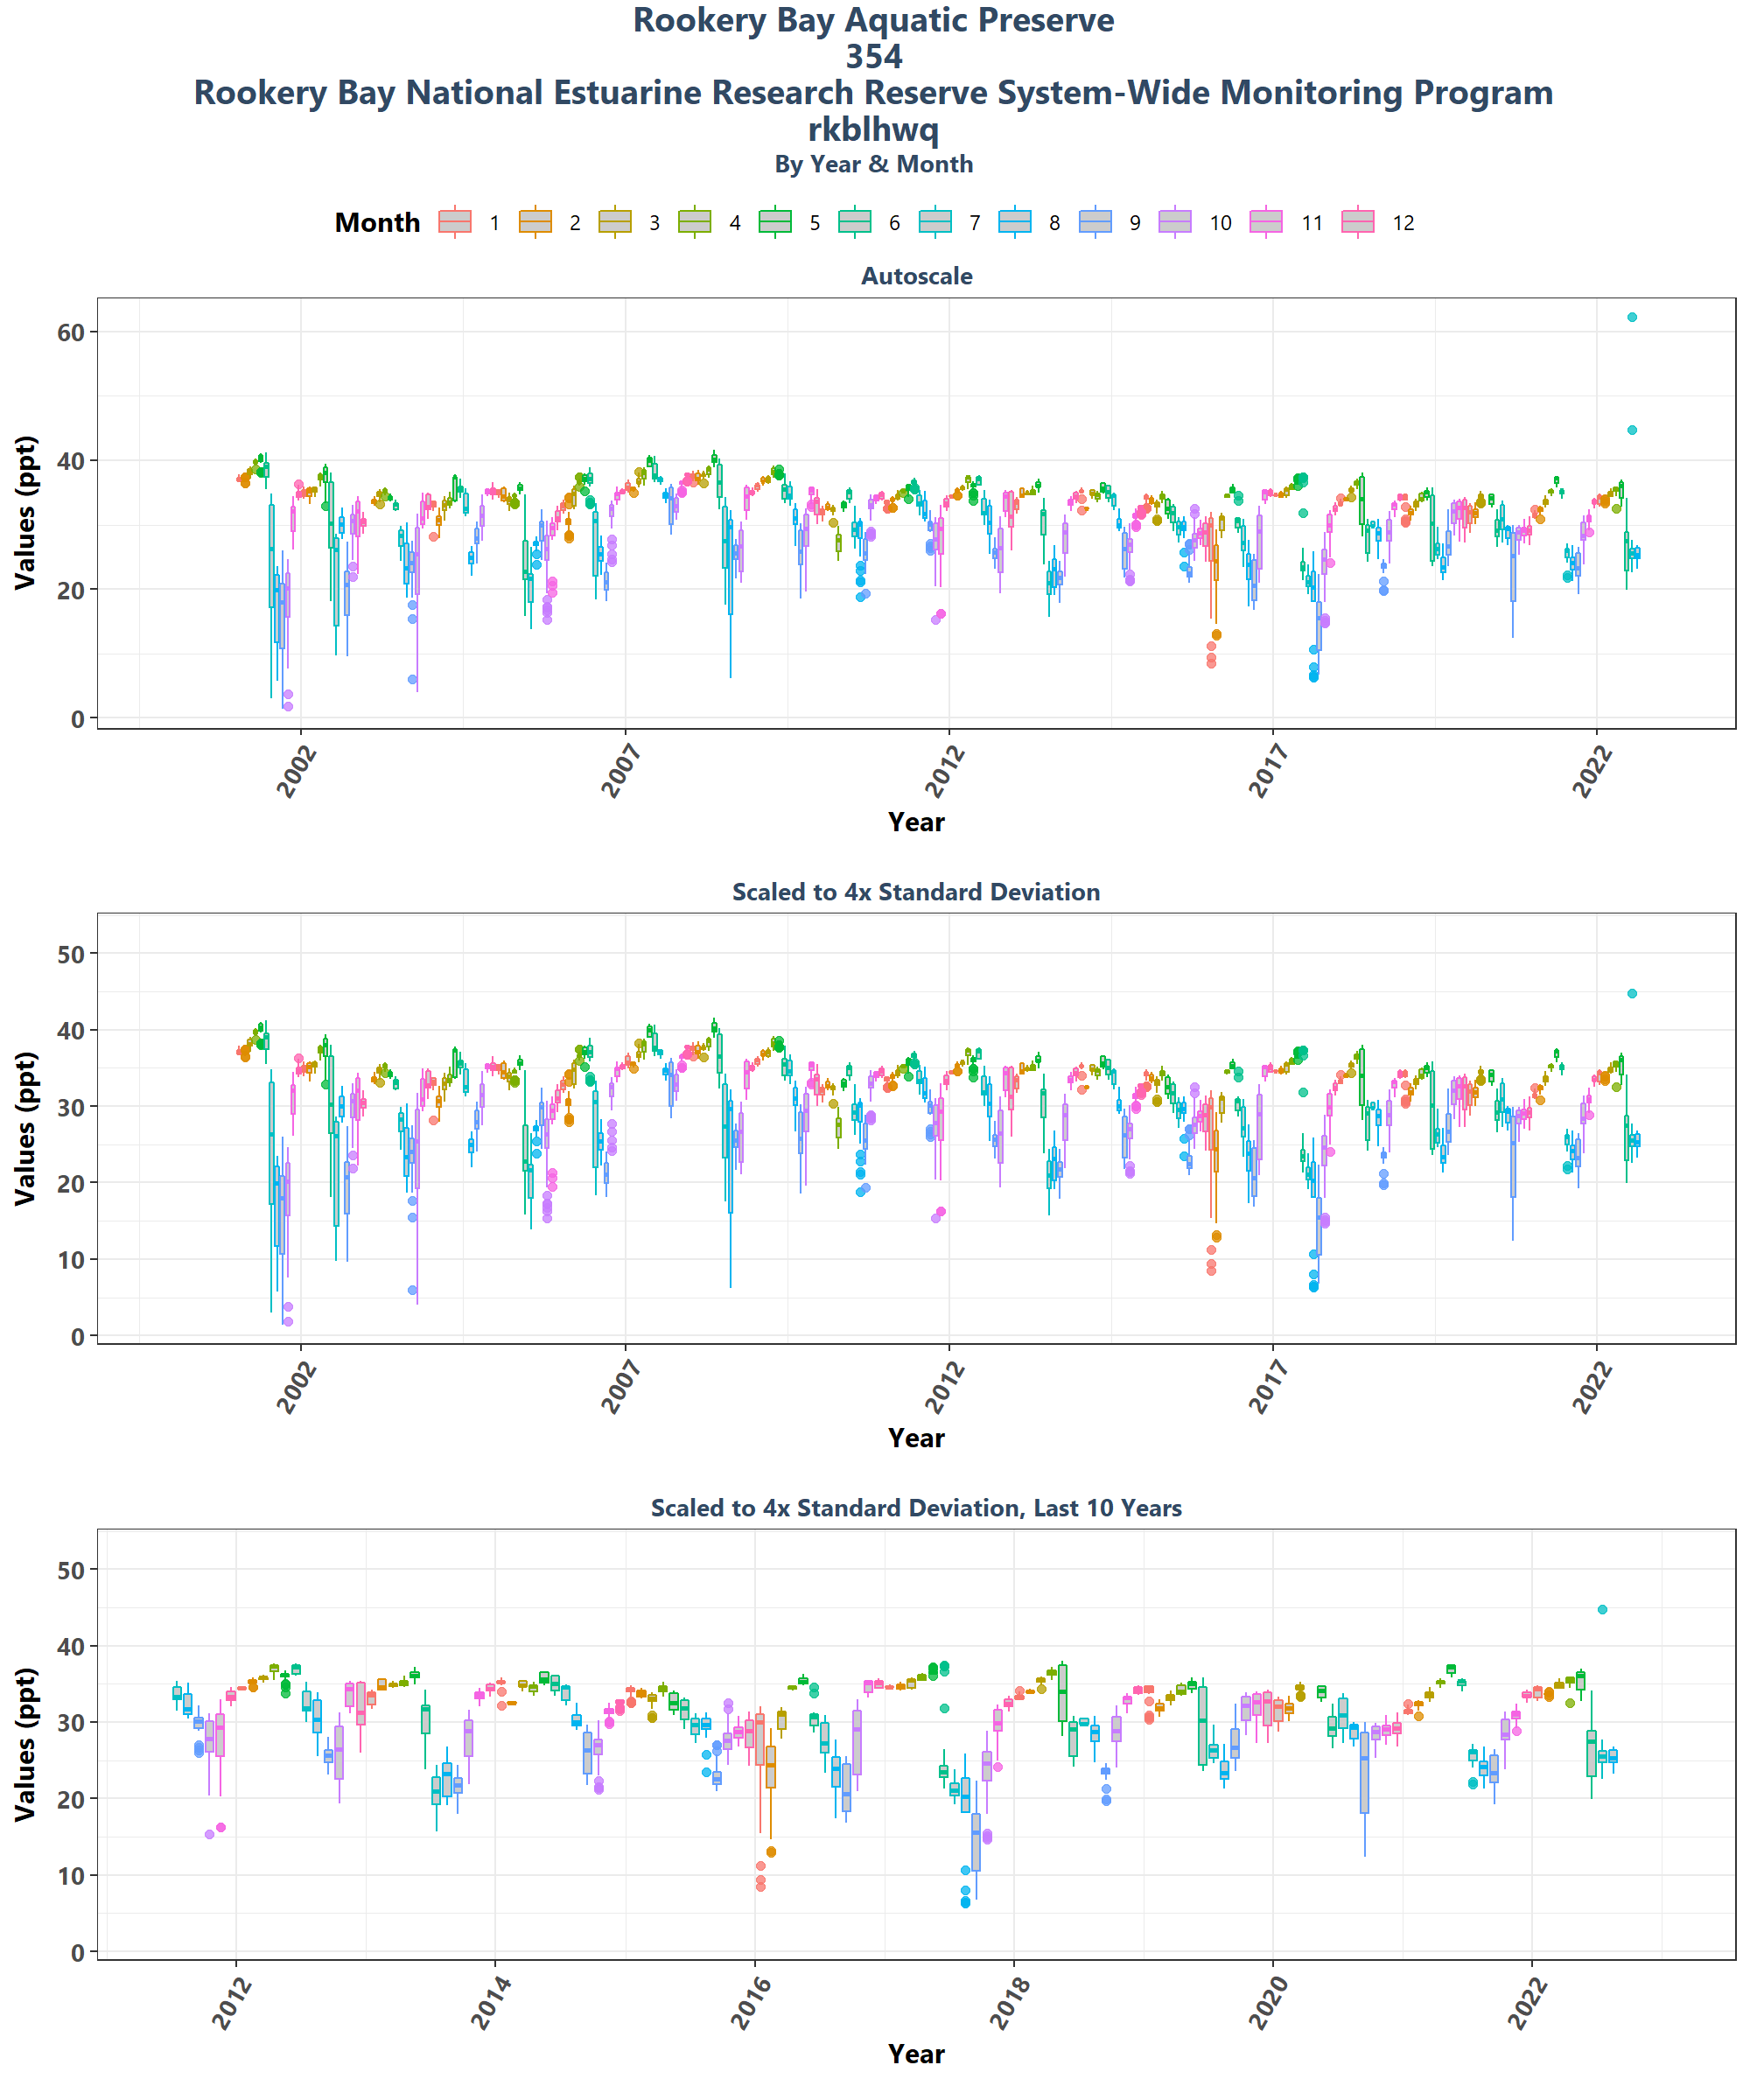 Rookery Bay Aquatic Preserve
354
Rookery Bay National Estuarine Research Reserve System-Wide Monitoring Program
rkblhwq
By Year & Month
Month 1 2 3 4 5 6 7 8 9 10 11 12
Autoscale
Values (ppt)
60
40
20
0
2002 2007 2012 2017 2022
Year
Scaled to 4x Standard Deviation
Values (ppt)
50
40
30
20
10
0
2002 2007 2012 2017 2022
Year
Scaled to 4x Standard Deviation, Last 10 Years
Values (ppt)
50
40
30
20
10
0
2012 2014 2016 2018 2020 2022
Year